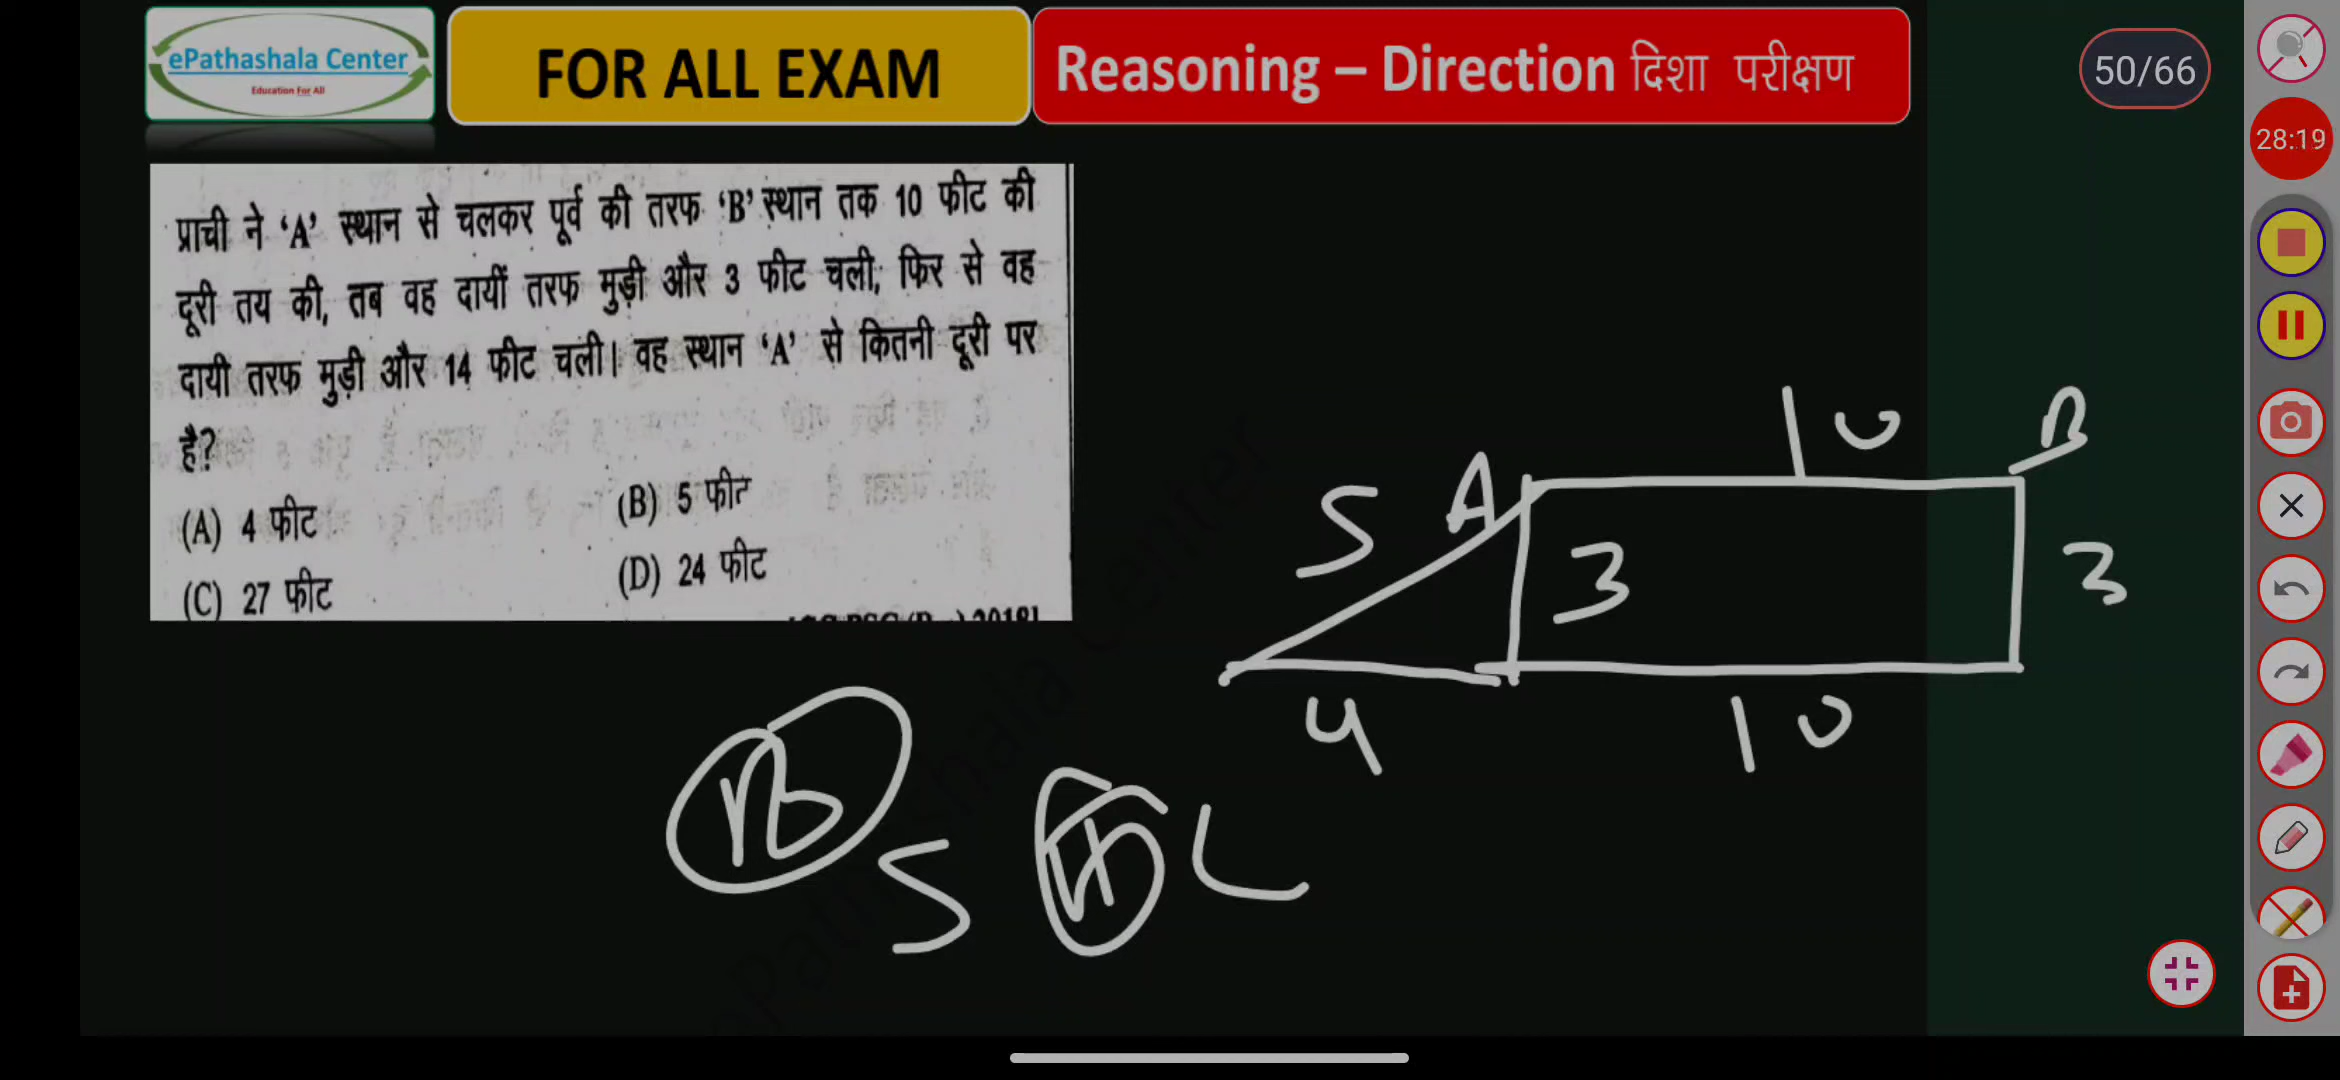 ePathashala Center
Education For All
FOR ALL EXAM
Reasoning – Direction दिशा परीक्षण
50/66
28:19
प्राची ने ‘A’ स्थान से चलकर पूर्व की तरफ ‘B’ स्थान तक 10 फीट की
दूरी तय की, तब वह दायीं तरफ मुड़ी और 3 फीट चली; फिर से वह
दायी तरफ मुड़ी और 14 फीट चली। वह स्थान ‘A’ से कितनी दूरी पर
है?
(A) 4 फीट
(B) 5 फीट
(C) 27 फीट
(D) 24 फीट
10
B
5
A
3
3
4
10
B
5
ePathashala Center